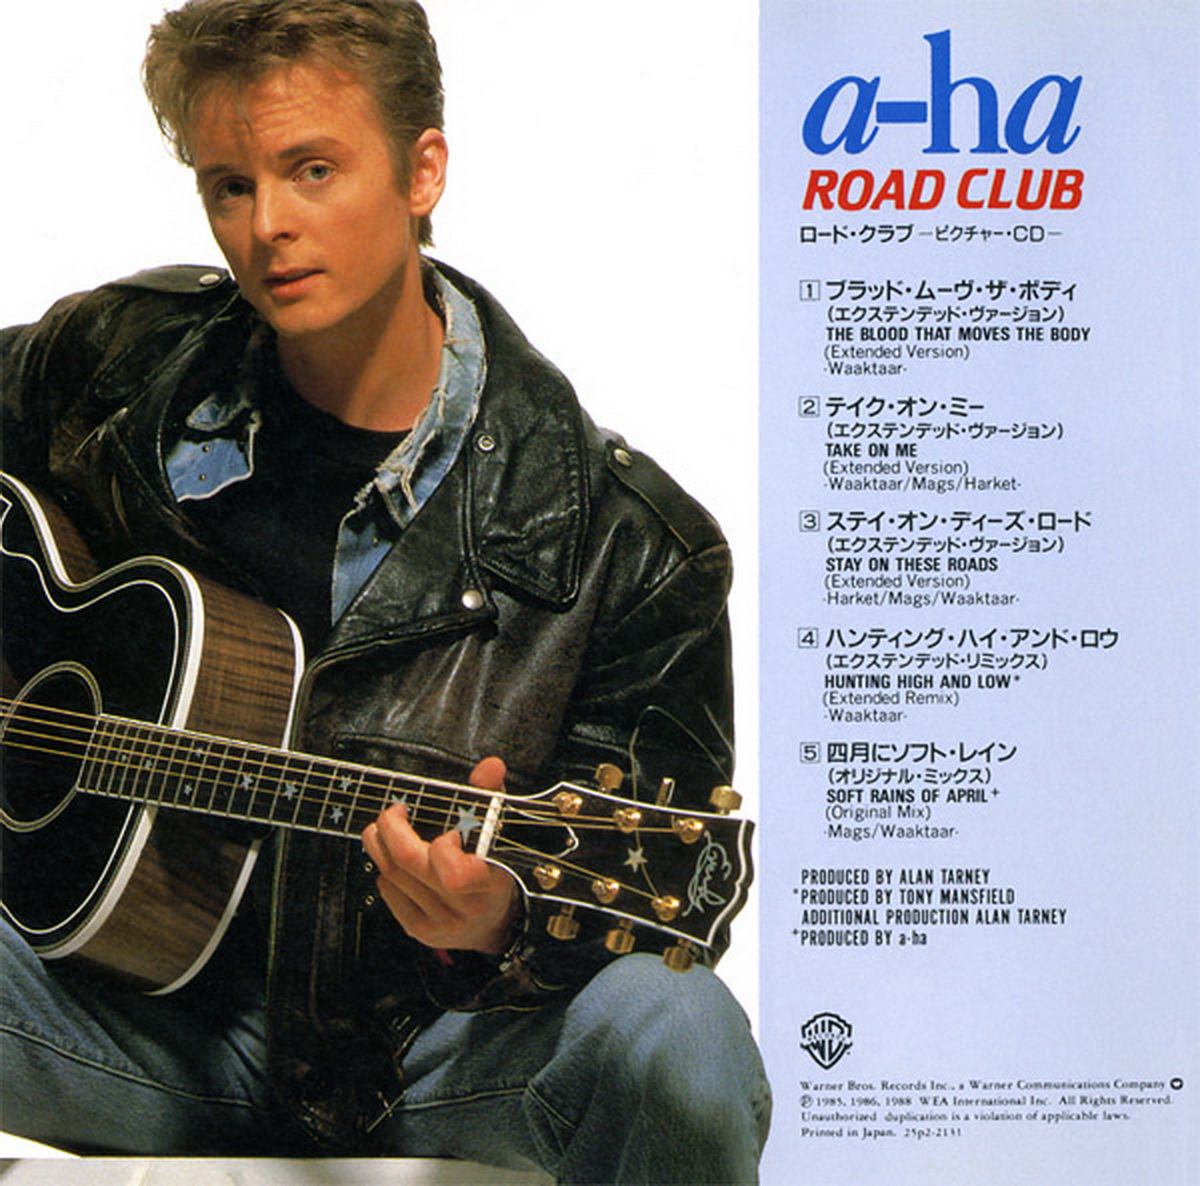 a-ha
ROAD CLUB
ロード・クラブ —ピクチャー・CD—
1 ブラッド・ムーヴ・ザ・ボディ
(エクステンデッド・ヴァージョン)
THE BLOOD THAT MOVES THE BODY
(Extended Version)
·Waaktaar·
2 テイク・オン・ミー
(エクステンデッド・ヴァージョン)
TAKE ON ME
(Extended Version)
·Waaktaar/Mags/Harket·
3 ステイ・オン・ディーズ・ロード
(エクステンデッド・ヴァージョン)
STAY ON THESE ROADS
(Extended Version)
·Harket/Mags/Waaktaar·
4 ハンティング・ハイ・アンド・ロウ
(エクステンデッド・リミックス)
HUNTING HIGH AND LOW*
(Extended Remix)
·Waaktaar·
5 四月にソフト・レイン
(オリジナル・ミックス)
SOFT RAINS OF APRIL+
(Original Mix)
·Mags/Waaktaar·
PRODUCED BY ALAN TARNEY
*PRODUCED BY TONY MANSFIELD
ADDITIONAL PRODUCTION ALAN TARNEY
+PRODUCED BY a-ha
Warner Bros. Records Inc., a Warner Communications Company
℗ 1985, 1986, 1988 WEA International Inc. All Rights Reserved.
Unauthorized duplication is a violation of applicable laws.
Printed in Japan. 25p2-2131